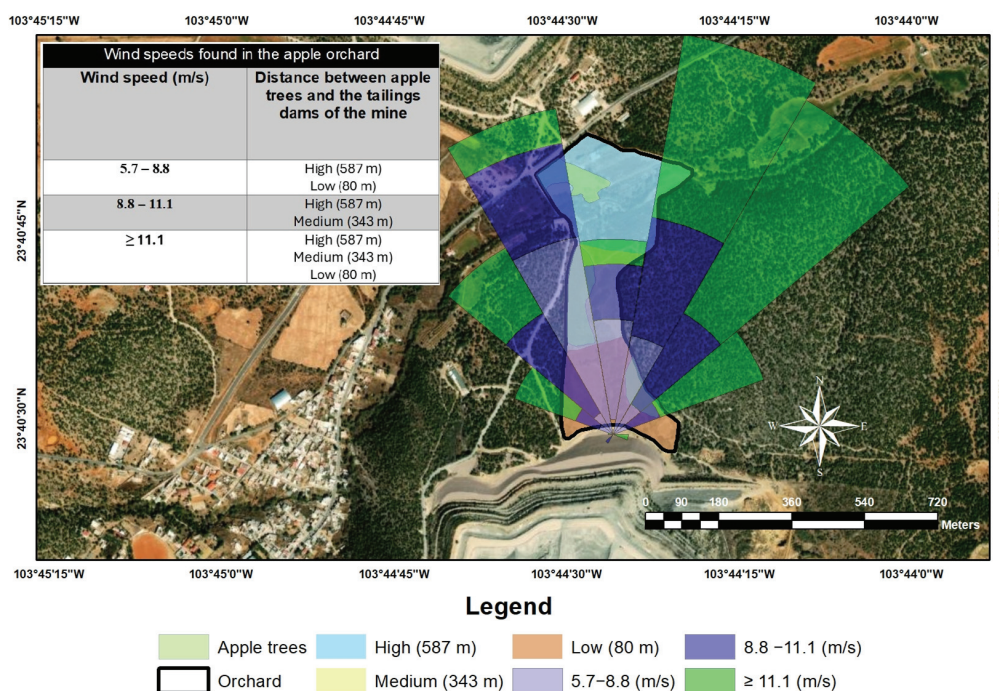 103°45'15"W 103°45'0"W 103°44'45"W 103°44'30"W 103°44'15"W 103°44'0"W
Wind speeds found in the apple orchard
Wind speed (m/s) Distance between apple
trees and the tailings
dams of the mine
5.7 – 8.8 High (587 m)
Low (80 m)
8.8 – 11.1 High (587 m)
Medium (343 m)
≥ 11.1 High (587 m)
Medium (343 m)
Low (80 m)
23°40'45"N
23°40'30"N
N
W E
S
0 90 180 360 540 720
Meters
103°45'15"W 103°45'0"W 103°44'45"W 103°44'30"W 103°44'15"W 103°44'0"W
Legend
Apple trees High (587 m) Low (80 m) 8.8 –11.1 (m/s)
Orchard Medium (343 m) 5.7–8.8 (m/s) ≥ 11.1 (m/s)